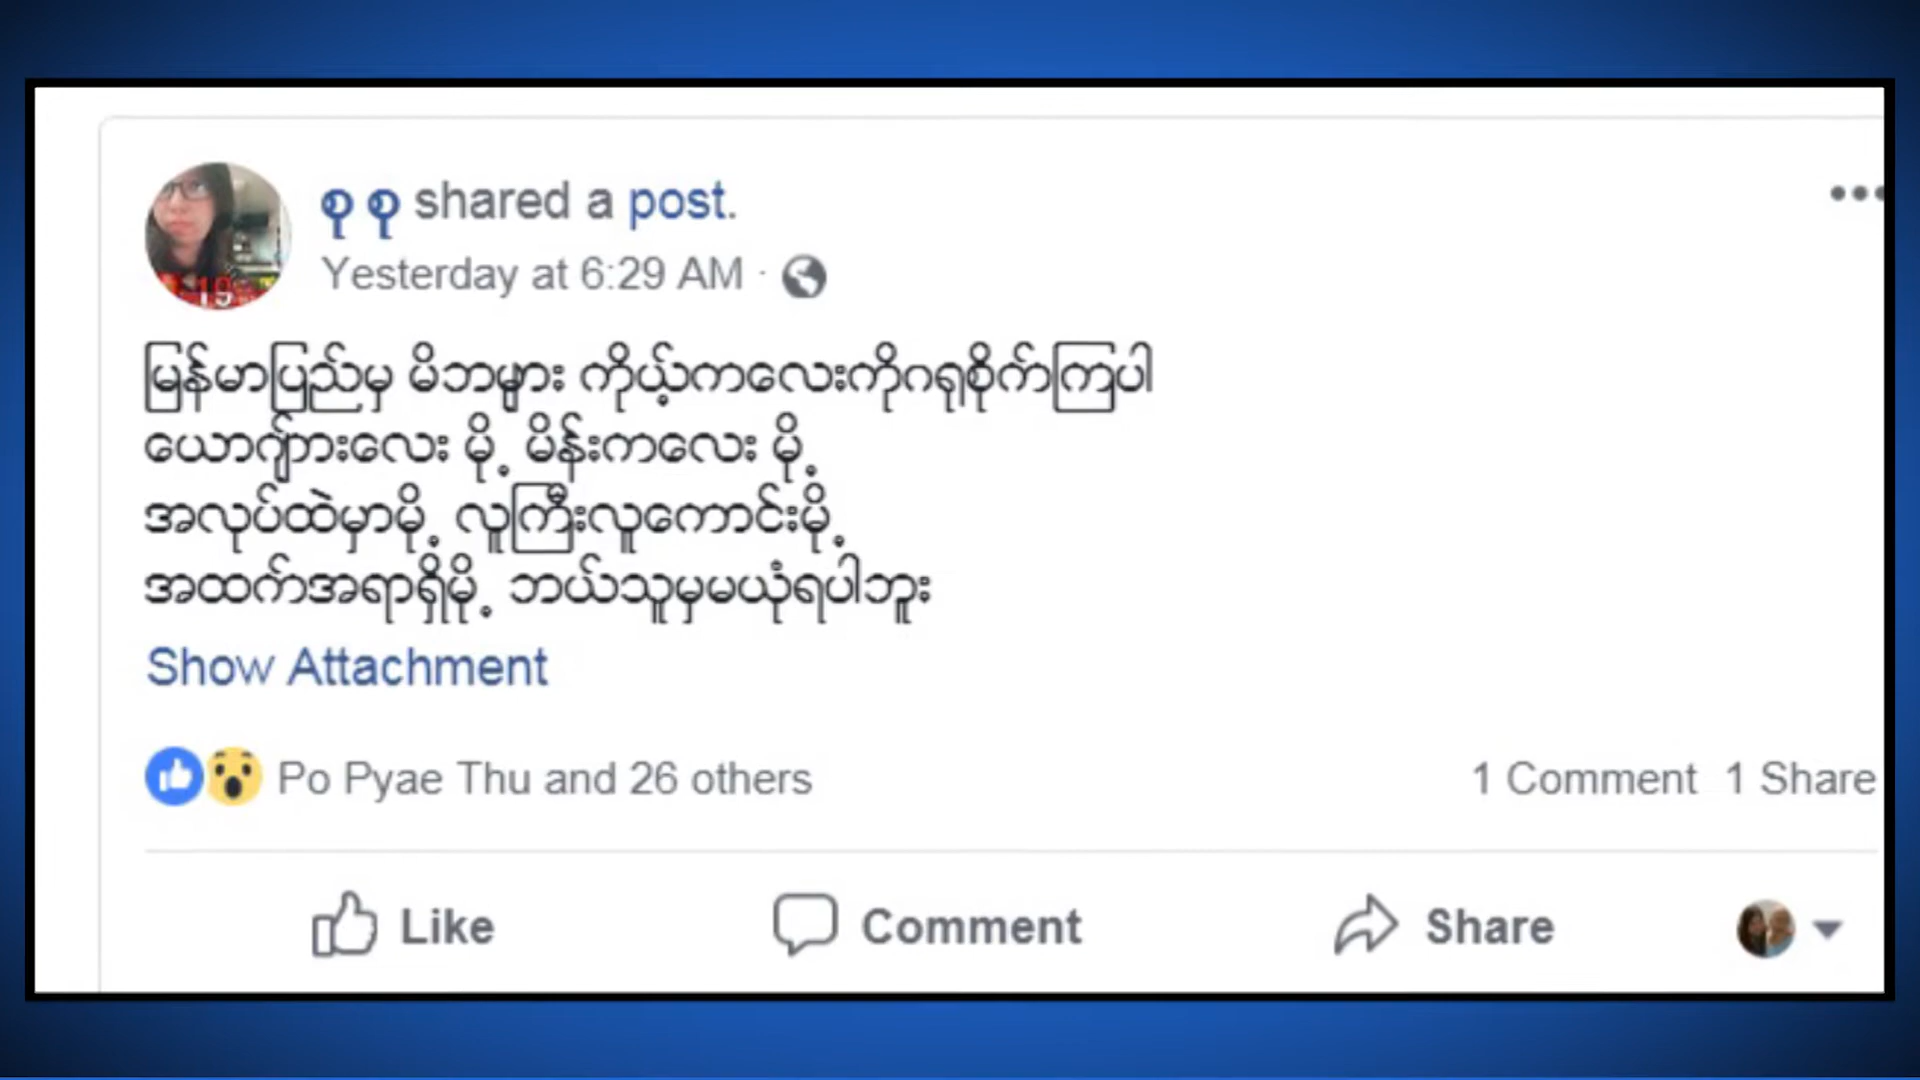 စု စု shared a post.
Yesterday at 6:29 AM ·
မြန်မာပြည်မှ မိဘများ ကိုယ့်ကလေးကိုဂရုစိုက်ကြပါ
ယောင်္ကျားလေး မို့ မိန်းကလေး မို့
အလုပ်ထဲမှာမို့ လူကြီးလူကောင်းမို့
အထက်အရာရှိမို့ ဘယ်သူမှမယုံရပါဘူး
Show Attachment
Po Pyae Thu and 26 others
1 Comment 1 Share
Like Comment Share
19